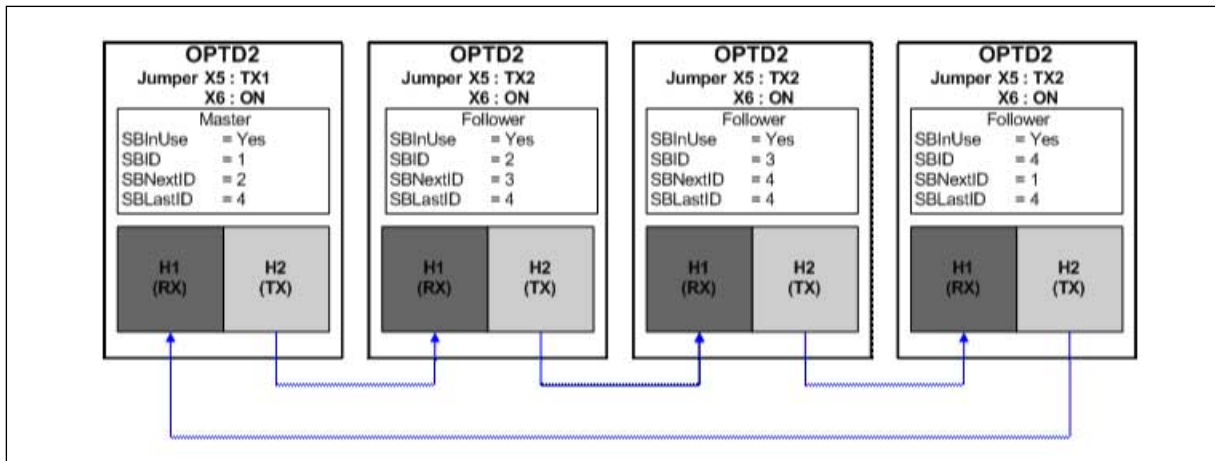 OPTD2
Jumper X5 : TX1
X6 : ON
Master
SBInUse = Yes
SBID = 1
SBNextID = 2
SBLastID = 4
H1
(RX)
H2
(TX)
OPTD2
Jumper X5 : TX2
X6 : ON
Follower
SBInUse = Yes
SBID = 2
SBNextID = 3
SBLastID = 4
H1
(RX)
H2
(TX)
OPTD2
Jumper X5 : TX2
X6 : ON
Follower
SBInUse = Yes
SBID = 3
SBNextID = 4
SBLastID = 4
H1
(RX)
H2
(TX)
OPTD2
Jumper X5 : TX2
X6 : ON
Follower
SBInUse = Yes
SBID = 4
SBNextID = 1
SBLastID = 4
H1
(RX)
H2
(TX)